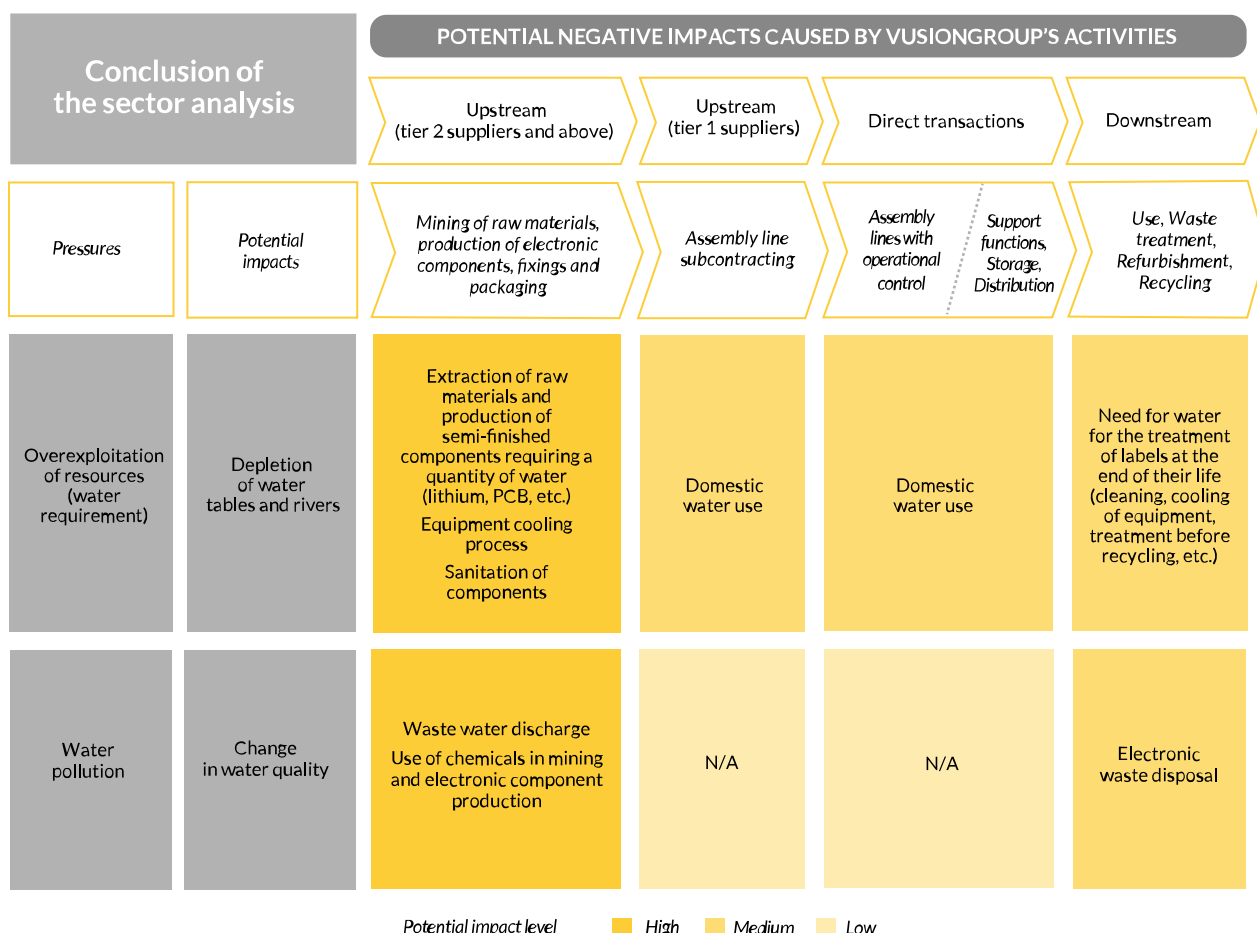 Conclusion of
the sector analysis
POTENTIAL NEGATIVE IMPACTS CAUSED BY VUSIONGROUP'S ACTIVITIES
Upstream
(tier 2 suppliers and above)
Upstream
(tier 1 suppliers)
Direct transactions
Downstream
Pressures
Potential
impacts
Mining of raw materials,
production of electronic
components, fixings and
packaging
Assembly line
subcontracting
Assembly
lines with
operational
control
Support
functions,
Storage,
Distribution
Use, Waste
treatment,
Refurbishment,
Recycling
Overexploitation
of resources
(water
requirement)
Depletion
of water
tables and rivers
Extraction of raw
materials and
production of
semi-finished
components requiring a
quantity of water
(lithium, PCB, etc.)
Equipment cooling
process
Sanitation of
components
Domestic
water use
Domestic
water use
Need for water
for the treatment
of labels at the
end of their life
(cleaning, cooling
of equipment,
treatment before
recycling, etc.)
Water
pollution
Change
in water quality
Waste water discharge
Use of chemicals in mining
and electronic component
production
N/A
N/A
Electronic
waste disposal
Potential impact level
High
Medium
Low